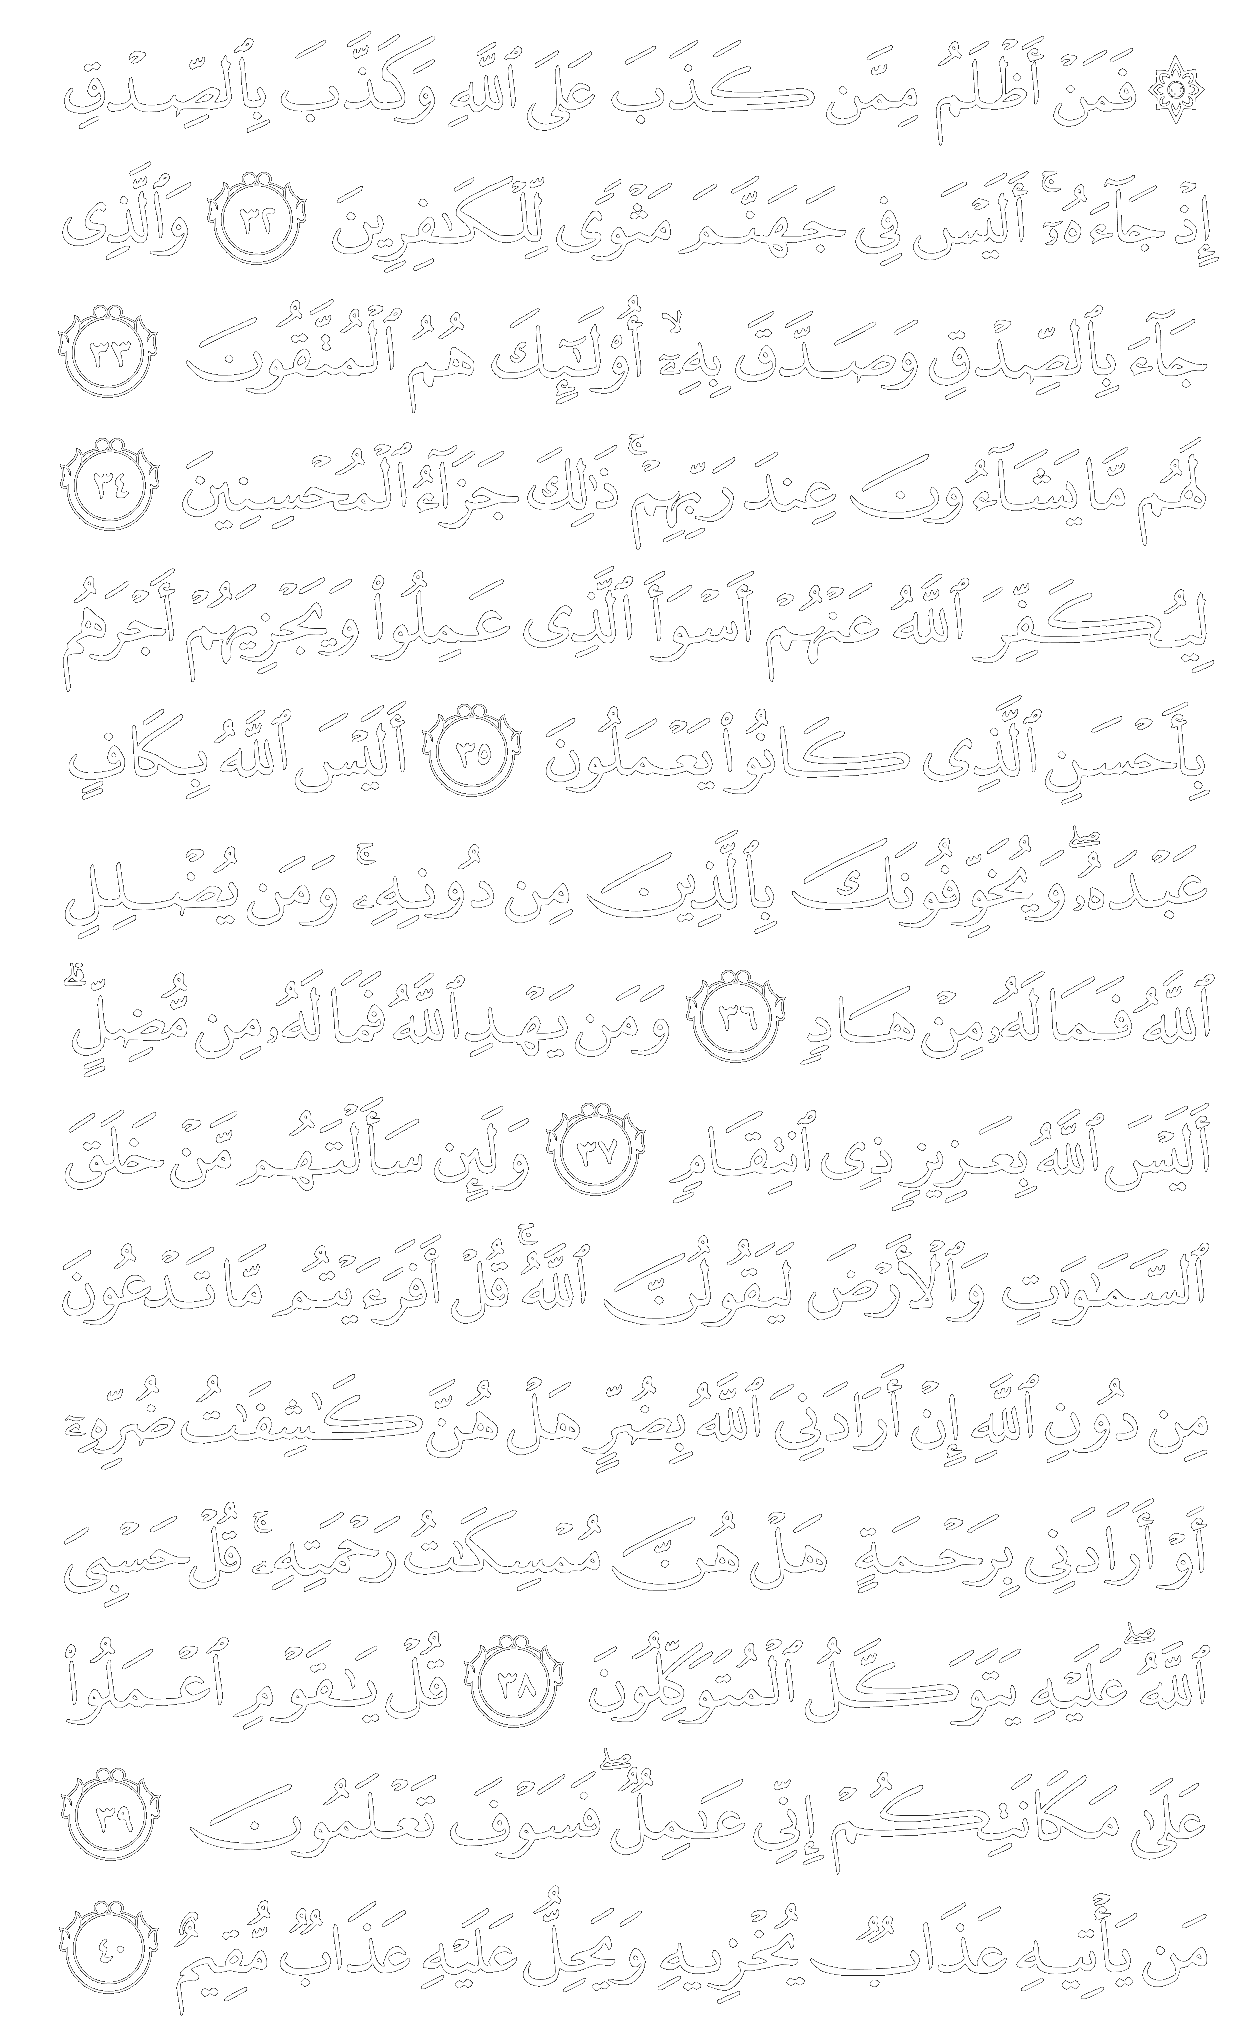 ۞ فَمَنْ أَظْلَمُ مِمَّن كَذَبَ عَلَى ٱللَّهِ وَكَذَّبَ بِٱلصِّدْقِ
إِذْ جَآءَهُۥٓ ۚ أَلَيْسَ فِى جَهَنَّمَ مَثْوًى لِّلْكَٰفِرِينَ ٣٢ وَٱلَّذِى
جَآءَ بِٱلصِّدْقِ وَصَدَّقَ بِهِۦٓ ۙ أُو۟لَٰٓئِكَ هُمُ ٱلْمُتَّقُونَ ٣٣
لَهُم مَّا يَشَآءُونَ عِندَ رَبِّهِمْ ۚ ذَٰلِكَ جَزَآءُ ٱلْمُحْسِنِينَ ٣٤
لِيُكَفِّرَ ٱللَّهُ عَنْهُمْ أَسْوَأَ ٱلَّذِى عَمِلُوا۟ وَيَجْزِيَهُمْ أَجْرَهُم
بِأَحْسَنِ ٱلَّذِى كَانُوا۟ يَعْمَلُونَ ٣٥ أَلَيْسَ ٱللَّهُ بِكَافٍ
عَبْدَهُۥ ۖ وَيُخَوِّفُونَكَ بِٱلَّذِينَ مِن دُونِهِۦ ۚ وَمَن يُضْلِلِ
ٱللَّهُ فَمَا لَهُۥ مِنْ هَادٍ ٣٦ وَمَن يَهْدِ ٱللَّهُ فَمَا لَهُۥ مِن مُّضِلٍّ ۗ
أَلَيْسَ ٱللَّهُ بِعَزِيزٍ ذِى ٱنتِقَامٍ ٣٧ وَلَئِن سَأَلْتَهُم مَّنْ خَلَقَ
ٱلسَّمَٰوَٰتِ وَٱلْأَرْضَ لَيَقُولُنَّ ٱللَّهُ ۚ قُلْ أَفَرَءَيْتُم مَّا تَدْعُونَ
مِن دُونِ ٱللَّهِ إِنْ أَرَادَنِىَ ٱللَّهُ بِضُرٍّ هَلْ هُنَّ كَٰشِفَٰتُ ضُرِّهِۦٓ
أَوْ أَرَادَنِى بِرَحْمَةٍ هَلْ هُنَّ مُمْسِكَٰتُ رَحْمَتِهِۦ ۚ قُلْ حَسْبِىَ
ٱللَّهُ ۖ عَلَيْهِ يَتَوَكَّلُ ٱلْمُتَوَكِّلُونَ ٣٨ قُلْ يَٰقَوْمِ ٱعْمَلُوا۟
عَلَىٰ مَكَانَتِكُمْ إِنِّى عَٰمِلٌ ۖ فَسَوْفَ تَعْلَمُونَ ٣٩
مَن يَأْتِيهِ عَذَابٌ يُخْزِيهِ وَيَحِلُّ عَلَيْهِ عَذَابٌ مُّقِيمٌ ٤٠